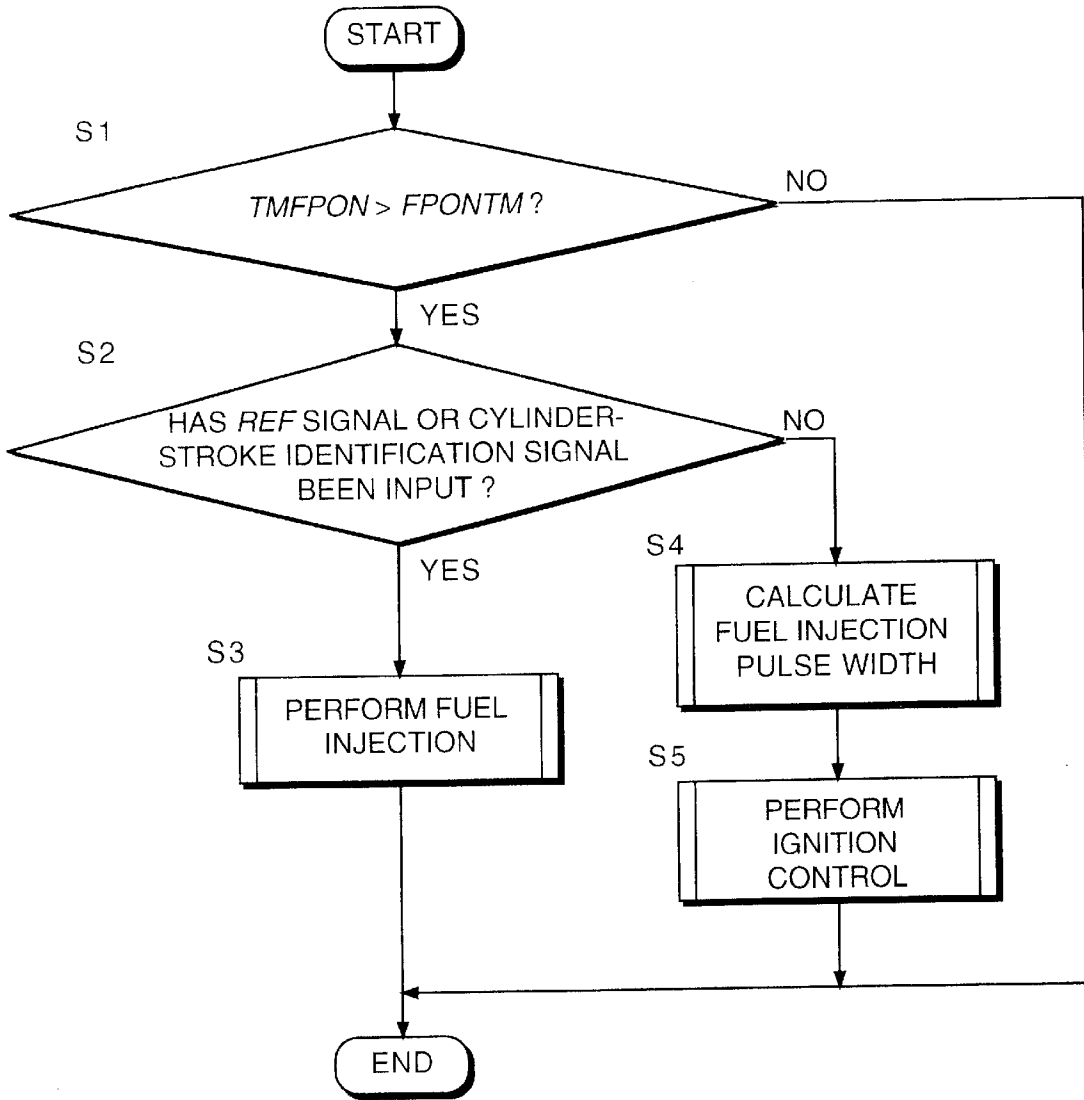 START
S1
TMFPON > FPONTM ?
NO
YES
S2
HAS REF SIGNAL OR CYLINDER-
STROKE IDENTIFICATION SIGNAL
BEEN INPUT ?
NO
YES
S4
CALCULATE
FUEL INJECTION
PULSE WIDTH
S3
PERFORM FUEL
INJECTION
S5
PERFORM
IGNITION
CONTROL
END